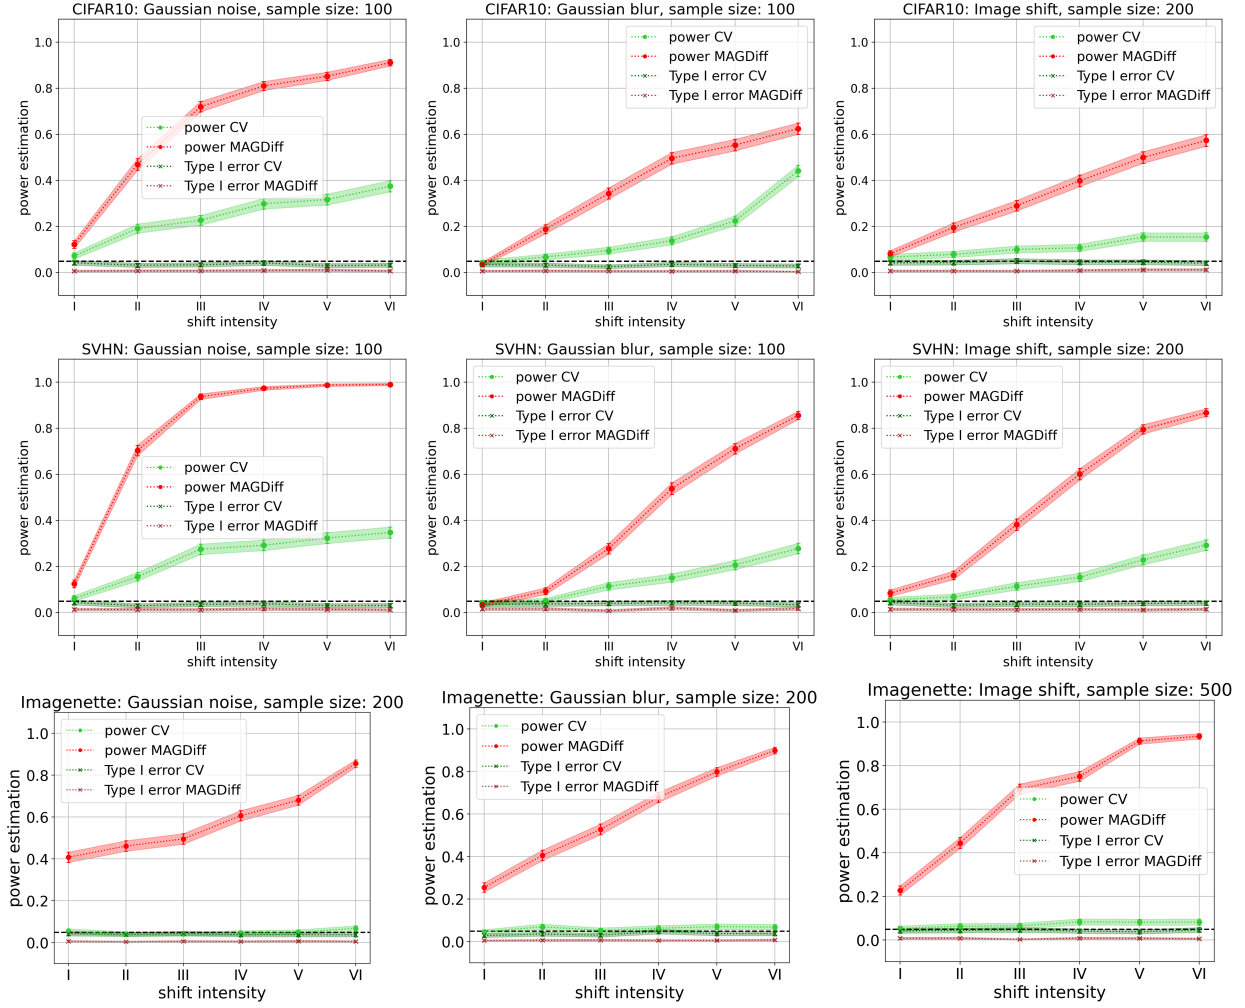 CIFAR10: Gaussian noise, sample size: 100
power estimation
1.0
0.8
0.6
0.4
0.2
0.0
power CV
power MAGDiff
Type I error CV
Type I error MAGDiff
I II III IV V VI
shift intensity
CIFAR10: Gaussian blur, sample size: 100
power estimation
1.0
0.8
0.6
0.4
0.2
0.0
power CV
power MAGDiff
Type I error CV
Type I error MAGDiff
I II III IV V VI
shift intensity
CIFAR10: Image shift, sample size: 200
power estimation
1.0
0.8
0.6
0.4
0.2
0.0
power CV
power MAGDiff
Type I error CV
Type I error MAGDiff
I II III IV V VI
shift intensity
SVHN: Gaussian noise, sample size: 100
power estimation
1.0
0.8
0.6
0.4
0.2
0.0
power CV
power MAGDiff
Type I error CV
Type I error MAGDiff
I II III IV V VI
shift intensity
SVHN: Gaussian blur, sample size: 100
power estimation
1.0
0.8
0.6
0.4
0.2
0.0
power CV
power MAGDiff
Type I error CV
Type I error MAGDiff
I II III IV V VI
shift intensity
SVHN: Image shift, sample size: 200
power estimation
1.0
0.8
0.6
0.4
0.2
0.0
power CV
power MAGDiff
Type I error CV
Type I error MAGDiff
I II III IV V VI
shift intensity
Imagenette: Gaussian noise, sample size: 200
power estimation
1.0
0.8
0.6
0.4
0.2
0.0
power CV
power MAGDiff
Type I error CV
Type I error MAGDiff
I II III IV V VI
shift intensity
Imagenette: Gaussian blur, sample size: 200
power estimation
1.0
0.8
0.6
0.4
0.2
0.0
power CV
power MAGDiff
Type I error CV
Type I error MAGDiff
I II III IV V VI
shift intensity
Imagenette: Image shift, sample size: 500
power estimation
1.0
0.8
0.6
0.4
0.2
0.0
power CV
power MAGDiff
Type I error CV
Type I error MAGDiff
I II III IV V VI
shift intensity